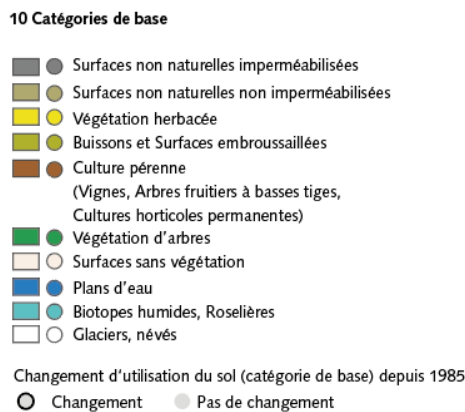 10 Catégories de base
Surfaces non naturelles imperméabilisées
Surfaces non naturelles non imperméabilisées
Végétation herbacée
Buissons et Surfaces embroussaillées
Culture pérenne
(Vignes, Arbres fruitiers à basses tiges,
Cultures horticoles permanentes)
Végétation d'arbres
Surfaces sans végétation
Plans d'eau
Biotopes humides, Roselières
Glaciers, névés
Changement d'utilisation du sol (catégorie de base) depuis 1985
Changement Pas de changement